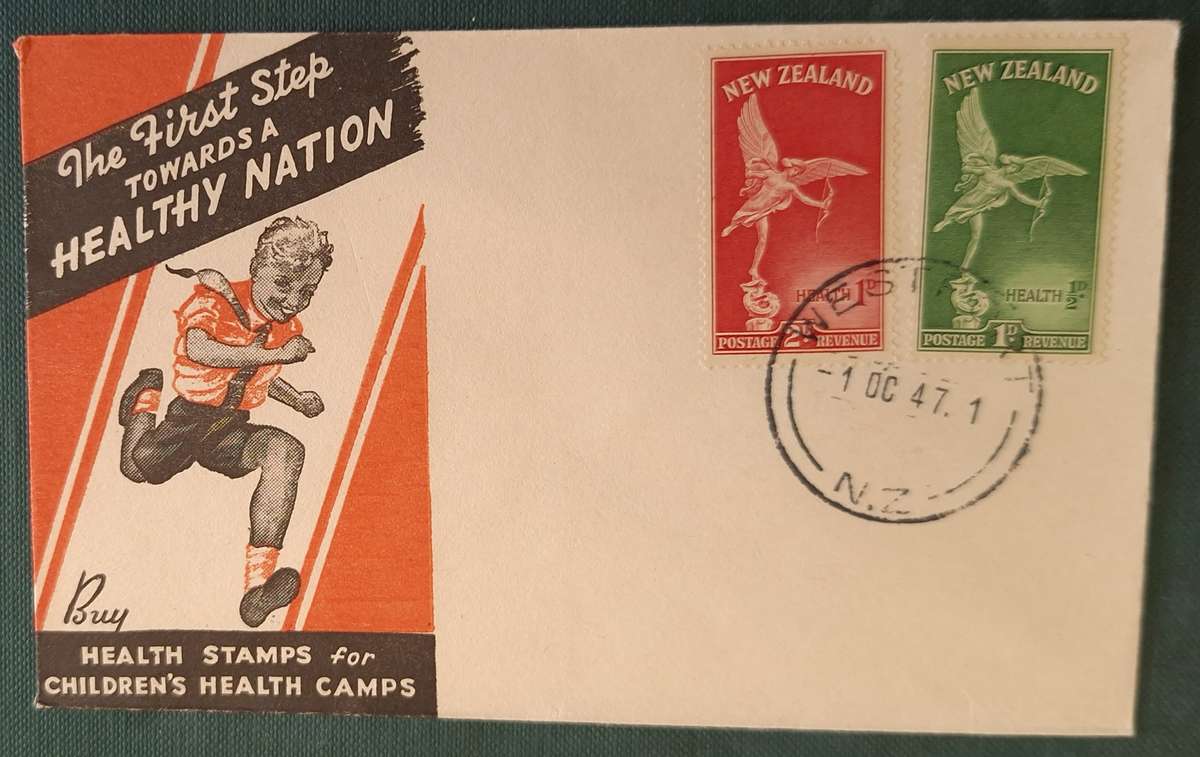 The First Step
TOWARDS A
HEALTHY NATION
Buy
HEALTH STAMPS for
CHILDREN'S HEALTH CAMPS
NEW ZEALAND
HEALTH 1D
POSTAGE 2D REVENUE
NEW ZEALAND
HEALTH 1/2D
POSTAGE 1D REVENUE
-1 OC 47.1
N.Z